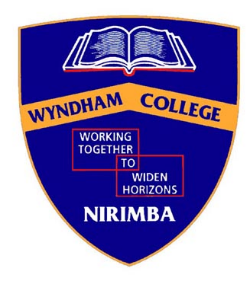 WYNDHAM COLLEGE
WORKING
TOGETHER
TO
WIDEN
HORIZONS
NIRIMBA